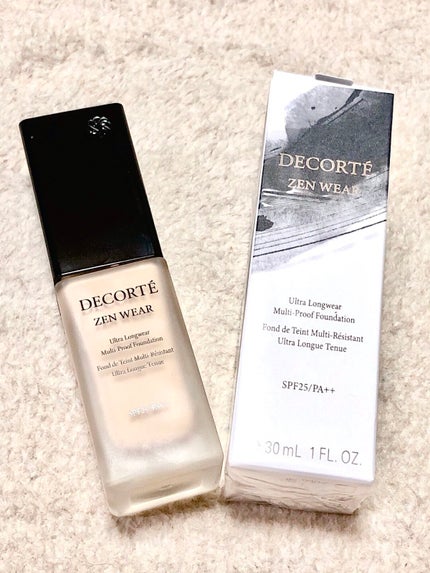 DECORTÉ
ZEN WEAR
Ultra Longwear
Multi-Proof Foundation
Fond de Teint Multi-Résistant
Ultra Longue Tenue
DECORTÉ
ZEN WEAR
Ultra Longwear
Multi-Proof Foundation
Fond de Teint Multi-Résistant
Ultra Longue Tenue
SPF25/PA++
30 mL 1 FL. OZ.